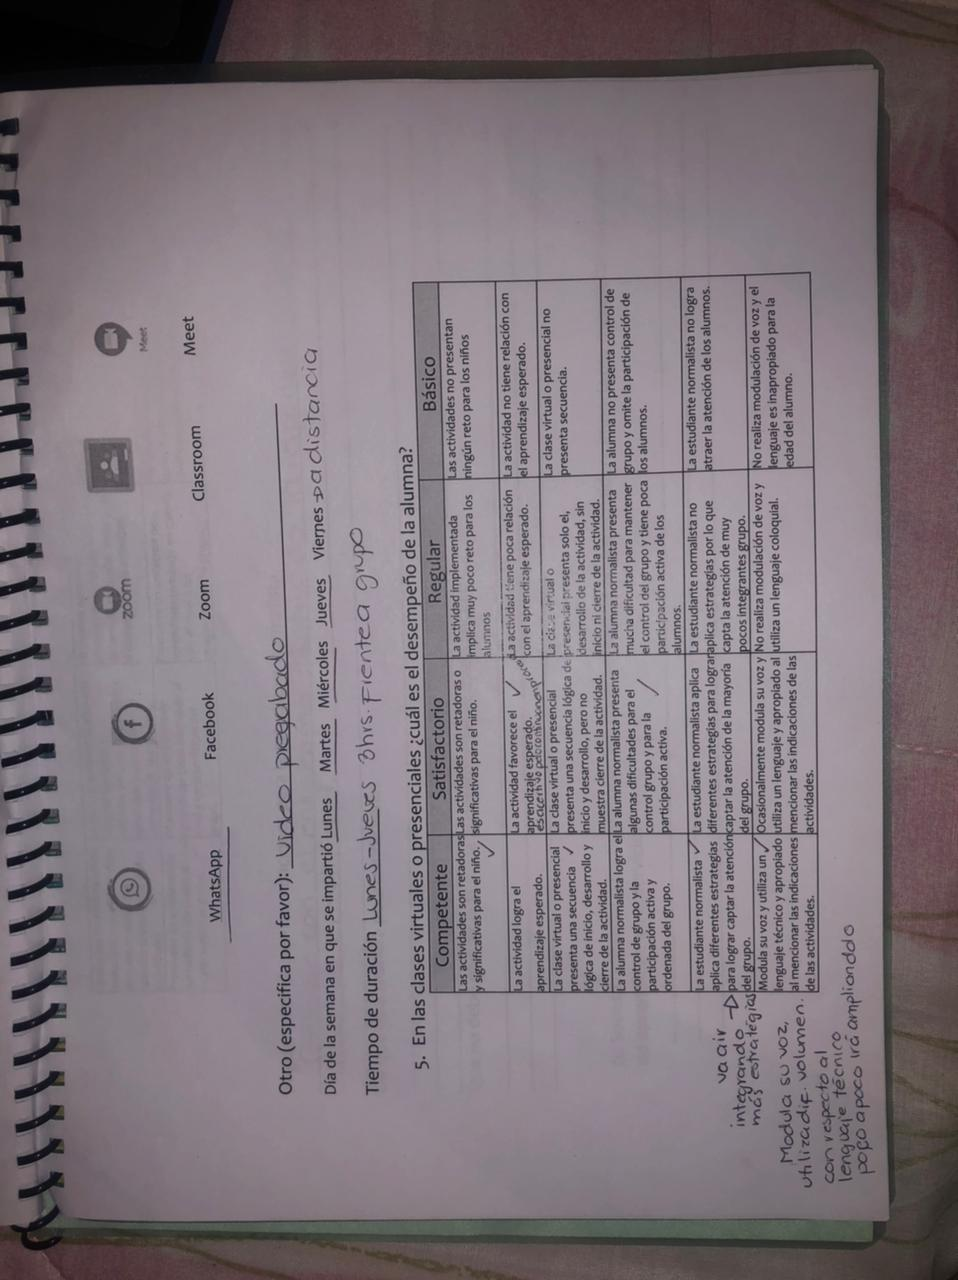 zoom
Meet
WhatsApp
Facebook
Zoom
Classroom
Meet
Otro (especifica por favor): video pregrabado
Día de la semana en que se impartió Lunes Martes Miércoles Jueves Viernes → a distancia
Tiempo de duración Lunes - Jueves 3hrs. frente a grupo
5. En las clases virtuales o presenciales ¿cuál es el desempeño de la alumna?
Competente
Satisfactorio
Regular
Básico
Las actividades son retadoras
y significativas para el niño. ✓
Las actividades son retadoras o
significativas para el niño.
La actividad implementada
implica muy poco reto para los
alumnos
Las actividades no presentan
ningún reto para los niños
La actividad logra el
aprendizaje esperado.
La actividad favorece el ✓
aprendizaje esperado.
La actividad tiene poca relación
con el aprendizaje esperado.
La actividad no tiene relación con
el aprendizaje esperado.
La clase virtual o presencial
presenta una secuencia ✓
lógica de inicio, desarrollo y
cierre de la actividad.
La clase virtual o presencial
presenta una secuencia lógica de
inicio y desarrollo, pero no
muestra cierre de la actividad.
La clase virtual o
presencial presenta solo el,
desarrollo de la actividad, sin
inicio ni cierre de la actividad.
La clase virtual o presencial no
presenta secuencia.
La alumna normalista logra el
control de grupo y la
participación activa y
ordenada del grupo.
La alumna normalista presenta
algunas dificultades para el
control grupo y para la
participación activa.
La alumna normalista presenta
mucha dificultad para mantener
el control del grupo y tiene poca
participación activa de los
alumnos.
La alumna no presenta control de
grupo y omite la participación de
los alumnos.
La estudiante normalista ✓
aplica diferentes estrategias
para lograr captar la atención
del grupo.
La estudiante normalista aplica
diferentes estrategias para lograr
captar la atención de la mayoría
del grupo.
La estudiante normalista no
aplica estrategias por lo que
capta la atención de muy
pocos integrantes grupo.
La estudiante normalista no logra
atraer la atención de los alumnos.
Modula su voz y utiliza un ✓
lenguaje técnico y apropiado
al mencionar las indicaciones
de las actividades.
Ocasionalmente modula su voz y
utiliza un lenguaje y apropiado al
mencionar las indicaciones de las
actividades.
No realiza modulación de voz y
utiliza un lenguaje coloquial.
No realiza modulación de voz y el
lenguaje es inapropiado para la
edad del alumno.
va a ir
integrando →
más estrategias
Modula su voz,
utiliza dif. volumen.
con respecto al
lenguaje técnico
poco a poco irá ampliando